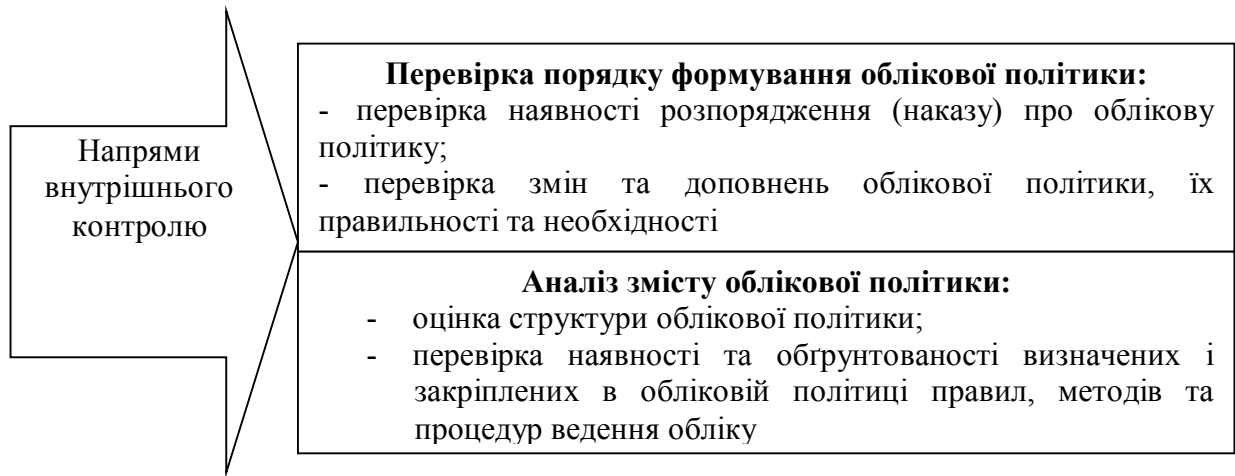 Напрями
внутрішнього
контролю
Перевірка порядку формування облікової політики:
- перевірка наявності розпорядження (наказу) про облікову
політику;
- перевірка змін та доповнень облікової політики, їх
правильності та необхідності
Аналіз змісту облікової політики:
- оцінка структури облікової політики;
- перевірка наявності та обґрунтованості визначених і
закріплених в обліковій політиці правил, методів та
процедур ведення обліку